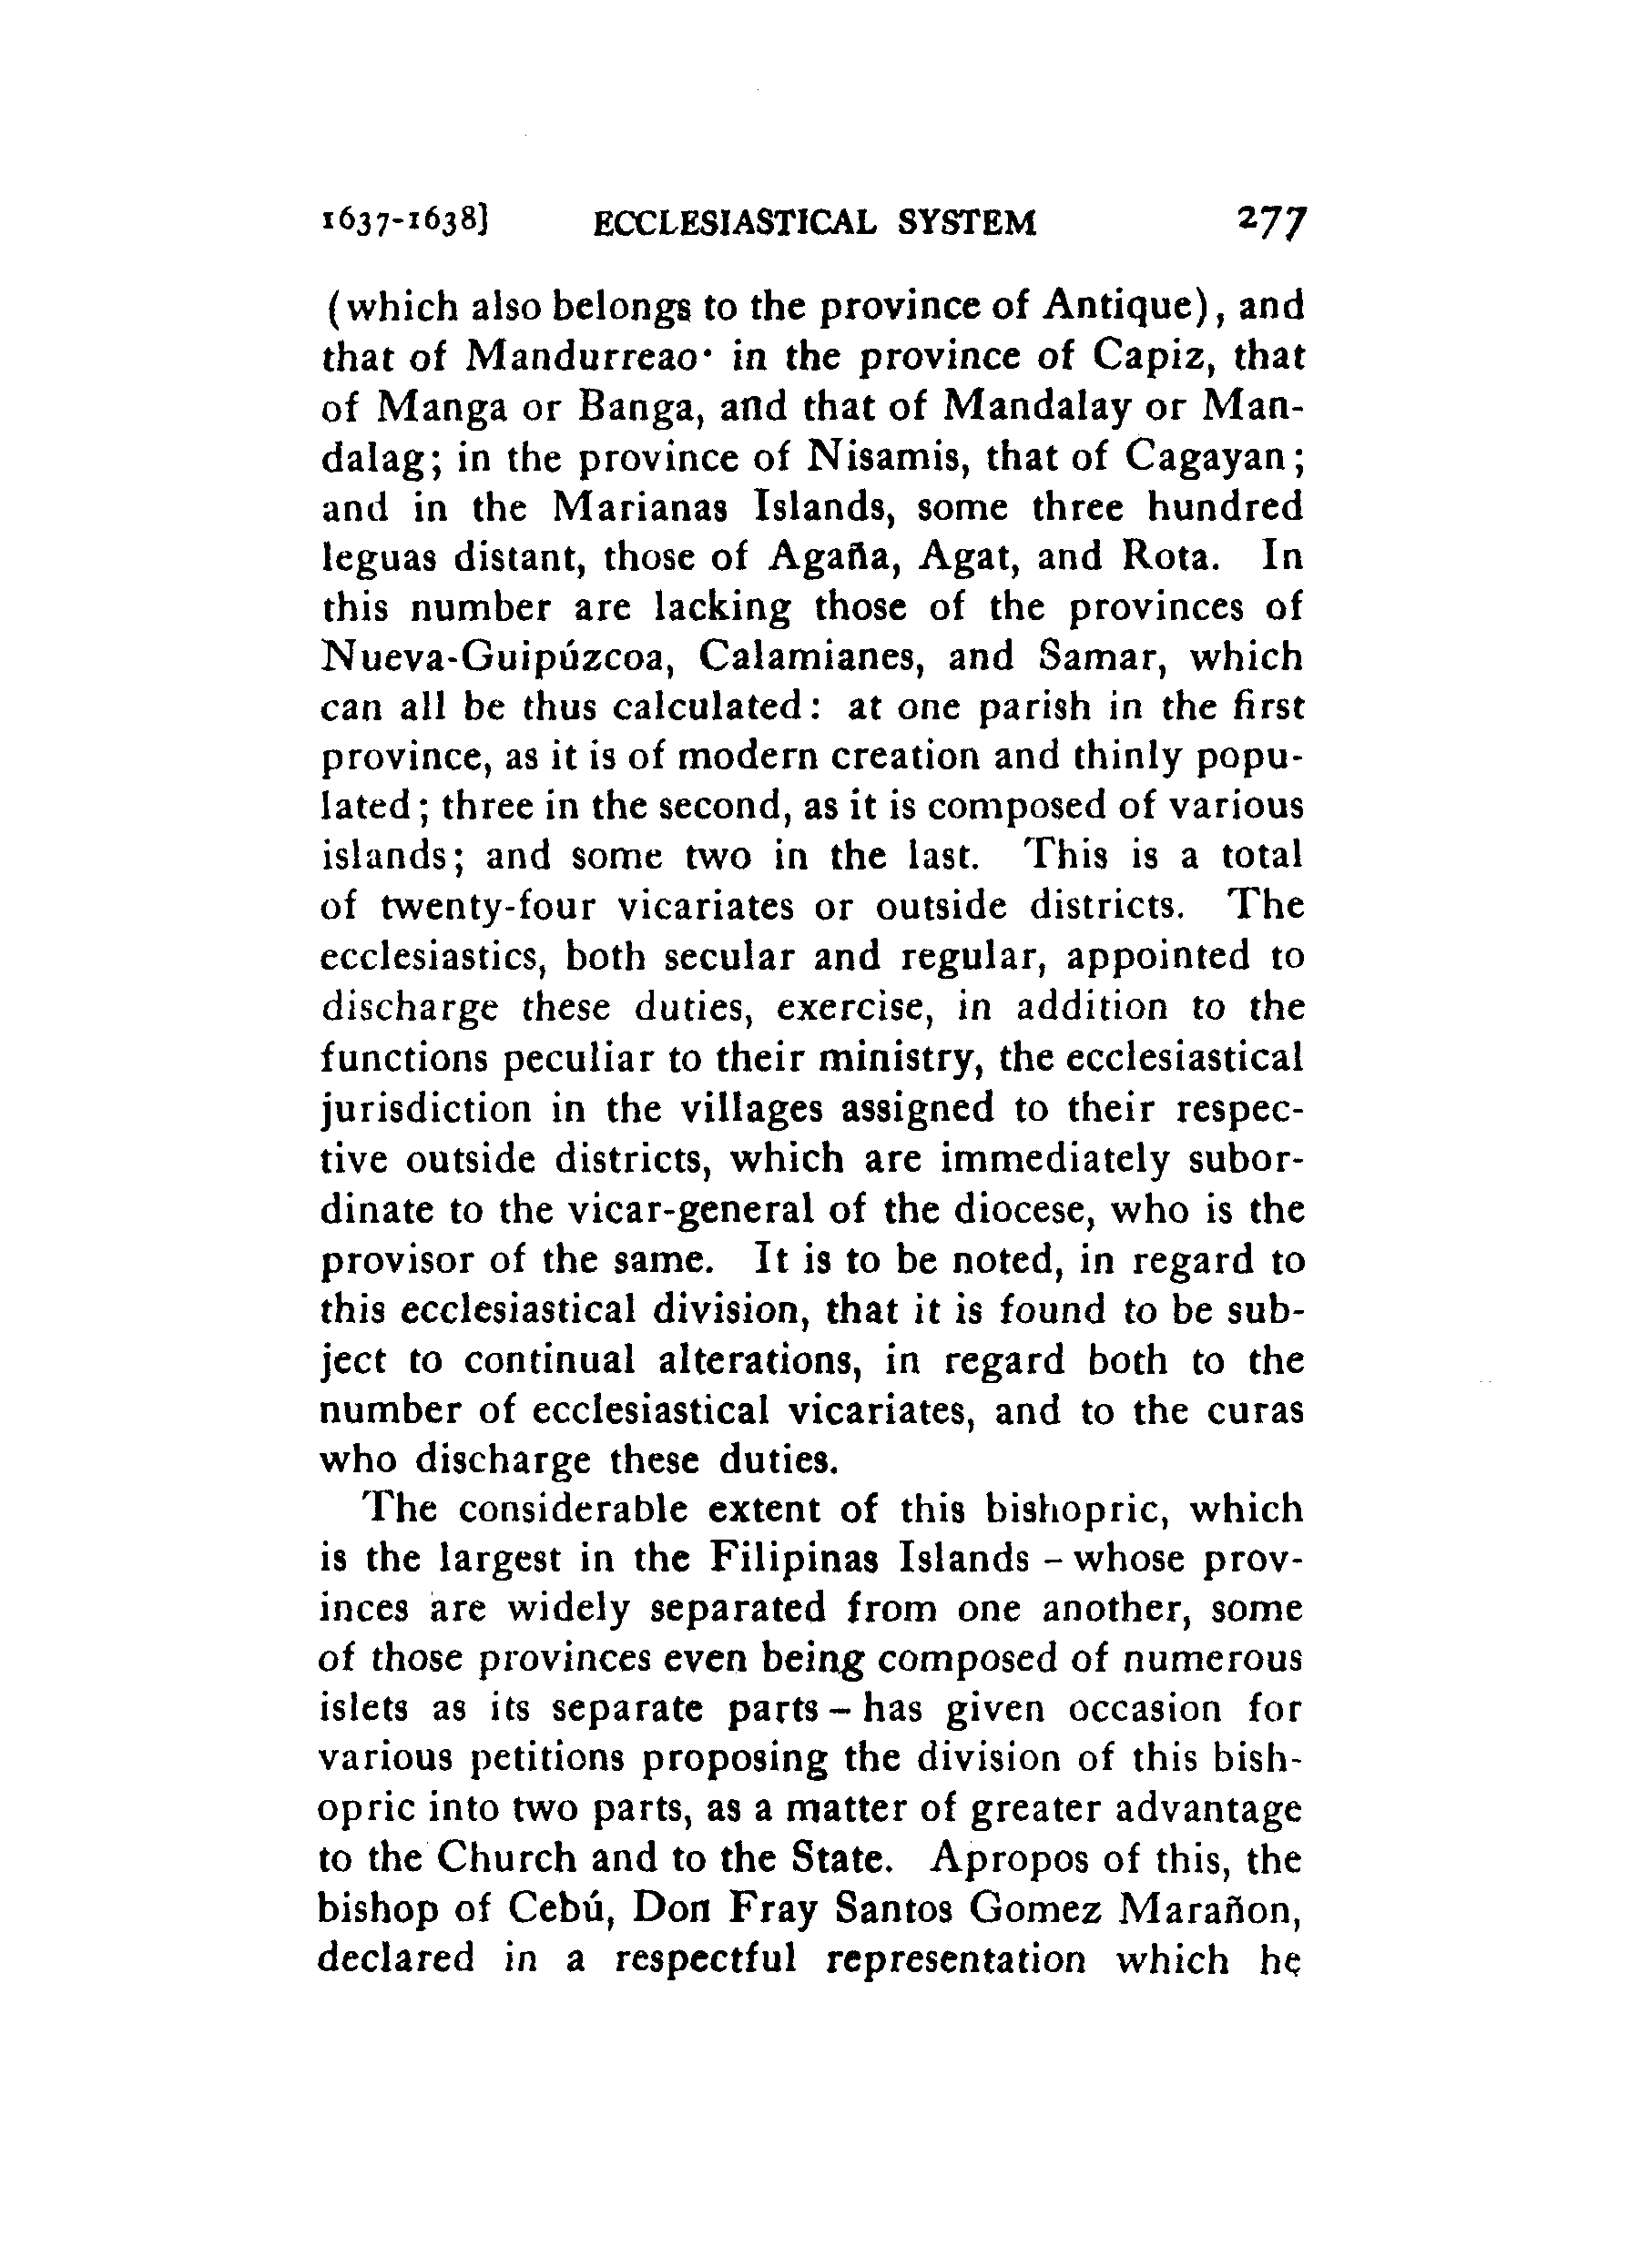 1637-1638] ECCLESIASTICAL SYSTEM 277
(which also belongs to the province of Antique), and
that of Mandurreao· in the province of Capiz, that
of Manga or Banga, and that of Mandalay or Man-
dalag; in the province of Nisamis, that of Cagayan;
and in the Marianas Islands, some three hundred
leguas distant, those of Agaña, Agat, and Rota. In
this number are lacking those of the provinces of
Nueva-Guipúzcoa, Calamianes, and Samar, which
can all be thus calculated: at one parish in the first
province, as it is of modern creation and thinly popu-
lated; three in the second, as it is composed of various
islands; and some two in the last. This is a total
of twenty-four vicariates or outside districts. The
ecclesiastics, both secular and regular, appointed to
discharge these duties, exercise, in addition to the
functions peculiar to their ministry, the ecclesiastical
jurisdiction in the villages assigned to their respec-
tive outside districts, which are immediately subor-
dinate to the vicar-general of the diocese, who is the
provisor of the same. It is to be noted, in regard to
this ecclesiastical division, that it is found to be sub-
ject to continual alterations, in regard both to the
number of ecclesiastical vicariates, and to the curas
who discharge these duties.
The considerable extent of this bishopric, which
is the largest in the Filipinas Islands – whose prov-
inces are widely separated from one another, some
of those provinces even being composed of numerous
islets as its separate parts – has given occasion for
various petitions proposing the division of this bish-
opric into two parts, as a matter of greater advantage
to the Church and to the State. Apropos of this, the
bishop of Cebú, Don Fray Santos Gomez Marañon,
declared in a respectful representation which he